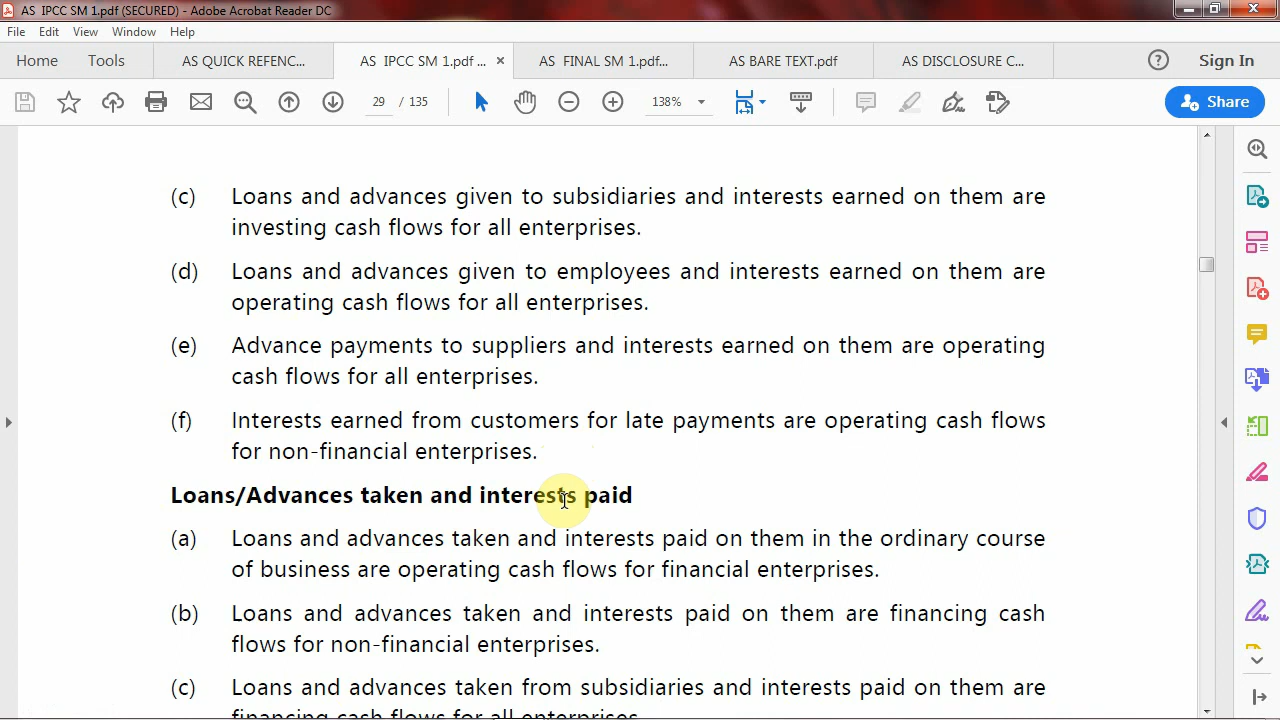 AS IPCC SM 1.pdf (SECURED) - Adobe Acrobat Reader DC
File Edit View Window Help
Home Tools AS QUICK REFENC... AS IPCC SM 1.pdf ... × AS FINAL SM 1.pdf... AS BARE TEXT.pdf AS DISCLOSURE C... Sign In
29 / 135 138% Share
(c) Loans and advances given to subsidiaries and interests earned on them are
investing cash flows for all enterprises.
(d) Loans and advances given to employees and interests earned on them are
operating cash flows for all enterprises.
(e) Advance payments to suppliers and interests earned on them are operating
cash flows for all enterprises.
(f) Interests earned from customers for late payments are operating cash flows
for non-financial enterprises.
Loans/Advances taken and interests paid
(a) Loans and advances taken and interests paid on them in the ordinary course
of business are operating cash flows for financial enterprises.
(b) Loans and advances taken and interests paid on them are financing cash
flows for non-financial enterprises.
(c) Loans and advances taken from subsidiaries and interests paid on them are
financing cash flows for all enterprises.